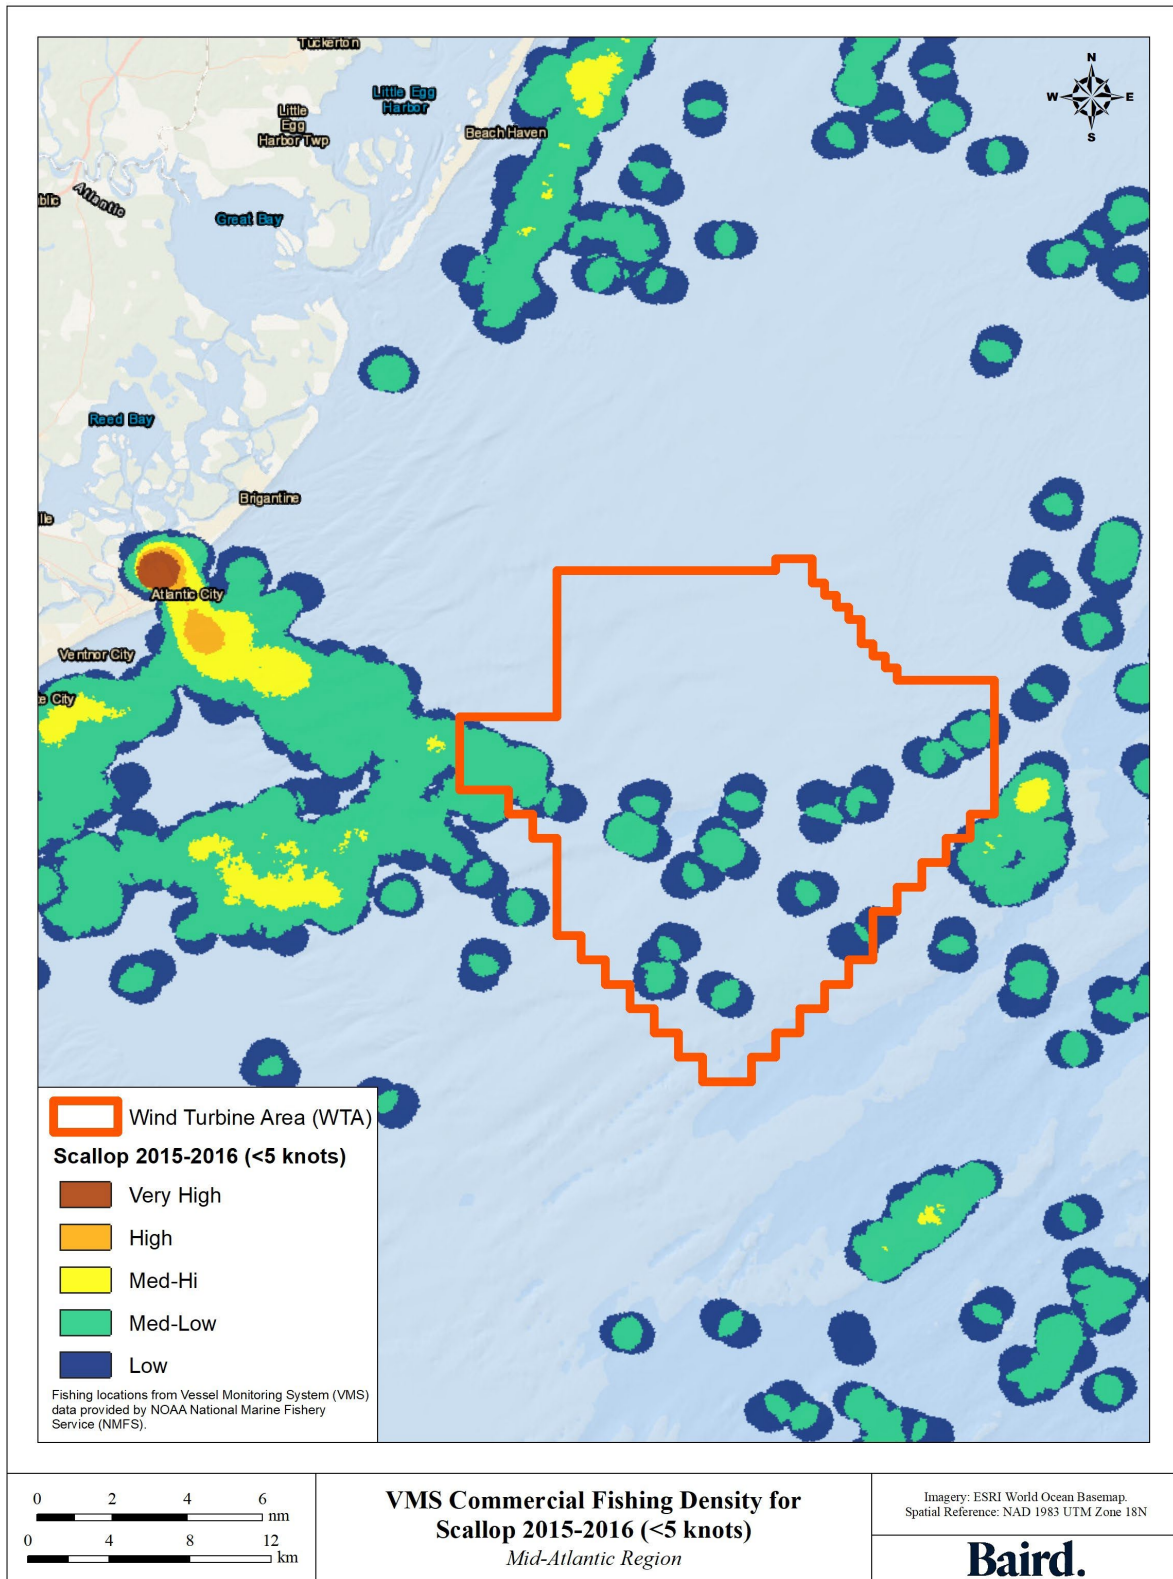 Tuckerton
Little Egg
Harbor
Little
Egg
Harbor Twp
Beach Haven
N
W E
S
blic
Atlantic
Great Bay
Reed Bay
Brigantine
lle
Atlantic City
Ventnor City
te City
Wind Turbine Area (WTA)
Scallop 2015-2016 (<5 knots)
Very High
High
Med-Hi
Med-Low
Low
Fishing locations from Vessel Monitoring System (VMS)
data provided by NOAA National Marine Fishery
Service (NMFS).
0 2 4 6
nm
0 4 8 12
km
VMS Commercial Fishing Density for
Scallop 2015-2016 (<5 knots)
Mid-Atlantic Region
Imagery: ESRI World Ocean Basemap.
Spatial Reference: NAD 1983 UTM Zone 18N
Baird.